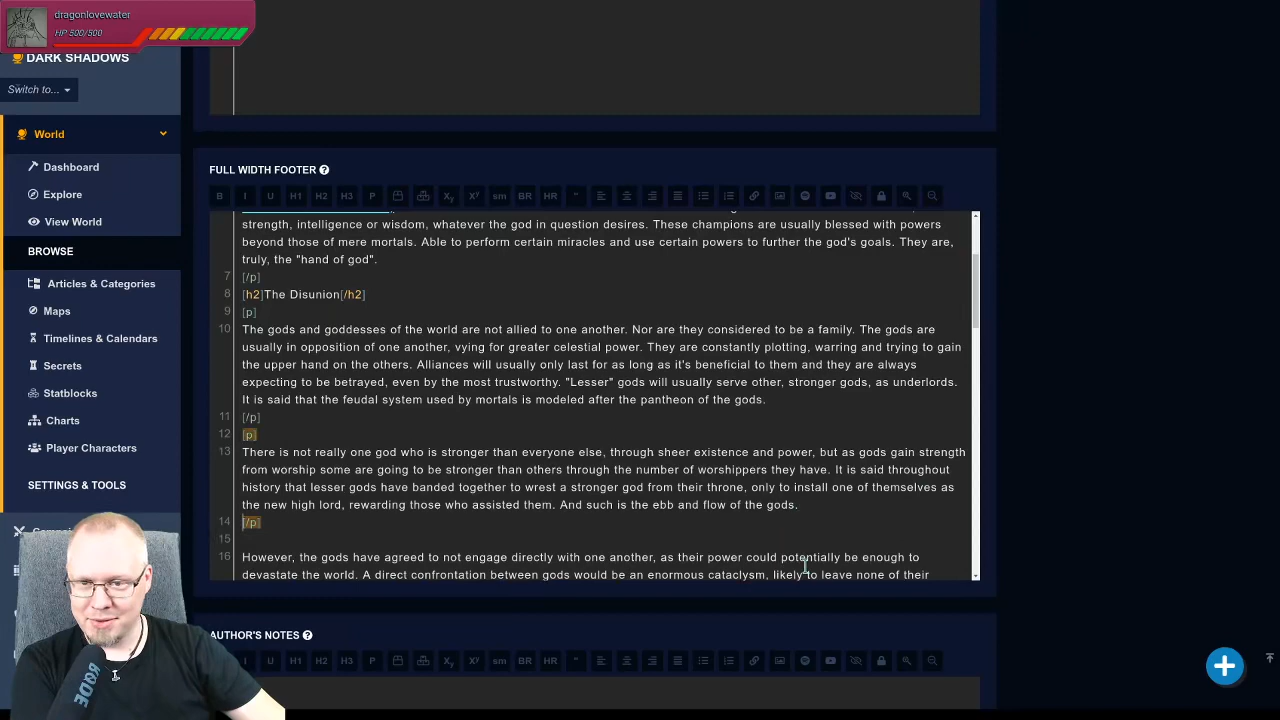 dragonlovewater
HP 500/500
DARK SHADOWS
Switch to...
World
Dashboard
Explore
View World
BROWSE
Articles & Categories
Maps
Timelines & Calendars
Secrets
Statblocks
Charts
Player Characters
SETTINGS & TOOLS
FULL WIDTH FOOTER
B I U H1 H2 H3 P Xy Xy sm BR HR "
strength, intelligence or wisdom, whatever the god in question desires. These champions are usually blessed with powers
beyond those of mere mortals. Able to perform certain miracles and use certain powers to further the god's goals. They are,
truly, the "hand of god".
7 [/p]
8 [h2]The Disunion[/h2]
9 [p]
10 The gods and goddesses of the world are not allied to one another. Nor are they considered to be a family. The gods are
usually in opposition of one another, vying for greater celestial power. They are constantly plotting, warring and trying to gain
the upper hand on the others. Alliances will usually only last for as long as it's beneficial to them and they are always
expecting to be betrayed, even by the most trustworthy. "Lesser" gods will usually serve other, stronger gods, as underlords.
It is said that the feudal system used by mortals is modeled after the pantheon of the gods.
11 [/p]
12 [p]
13 There is not really one god who is stronger than everyone else, through sheer existence and power, but as gods gain strength
from worship some are going to be stronger than others through the number of worshippers they have. It is said throughout
history that lesser gods have banded together to wrest a stronger god from their throne, only to install one of themselves as
the new high lord, rewarding those who assisted them. And such is the ebb and flow of the gods.
14 [/p]
15
16 However, the gods have agreed to not engage directly with one another, as their power could potentially be enough to
devastate the world. A direct confrontation between gods would be an enormous cataclysm, likely to leave none of their
AUTHOR'S NOTES
I U H1 H2 H3 P Xy Xy sm BR HR "